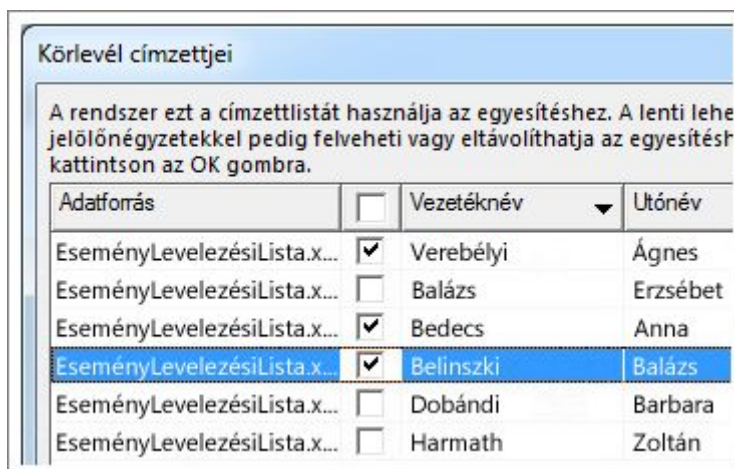 Körlevél címzettjei
A rendszer ezt a címzettlistát használja az egyesítéshez. A lenti lehe
jelölőnégyzetekkel pedig felveheti vagy eltávolíthatja az egyesítésh
kattintson az OK gombra.
Adatforrás Vezetéknév Utónév
EseményLevelezésiLista.x... Verebélyi Ágnes
EseményLevelezésiLista.x... Balázs Erzsébet
EseményLevelezésiLista.x... Bedecs Anna
EseményLevelezésiLista.x... Belinszki Balázs
EseményLevelezésiLista.x... Dobándi Barbara
EseményLevelezésiLista.x... Harmath Zoltán